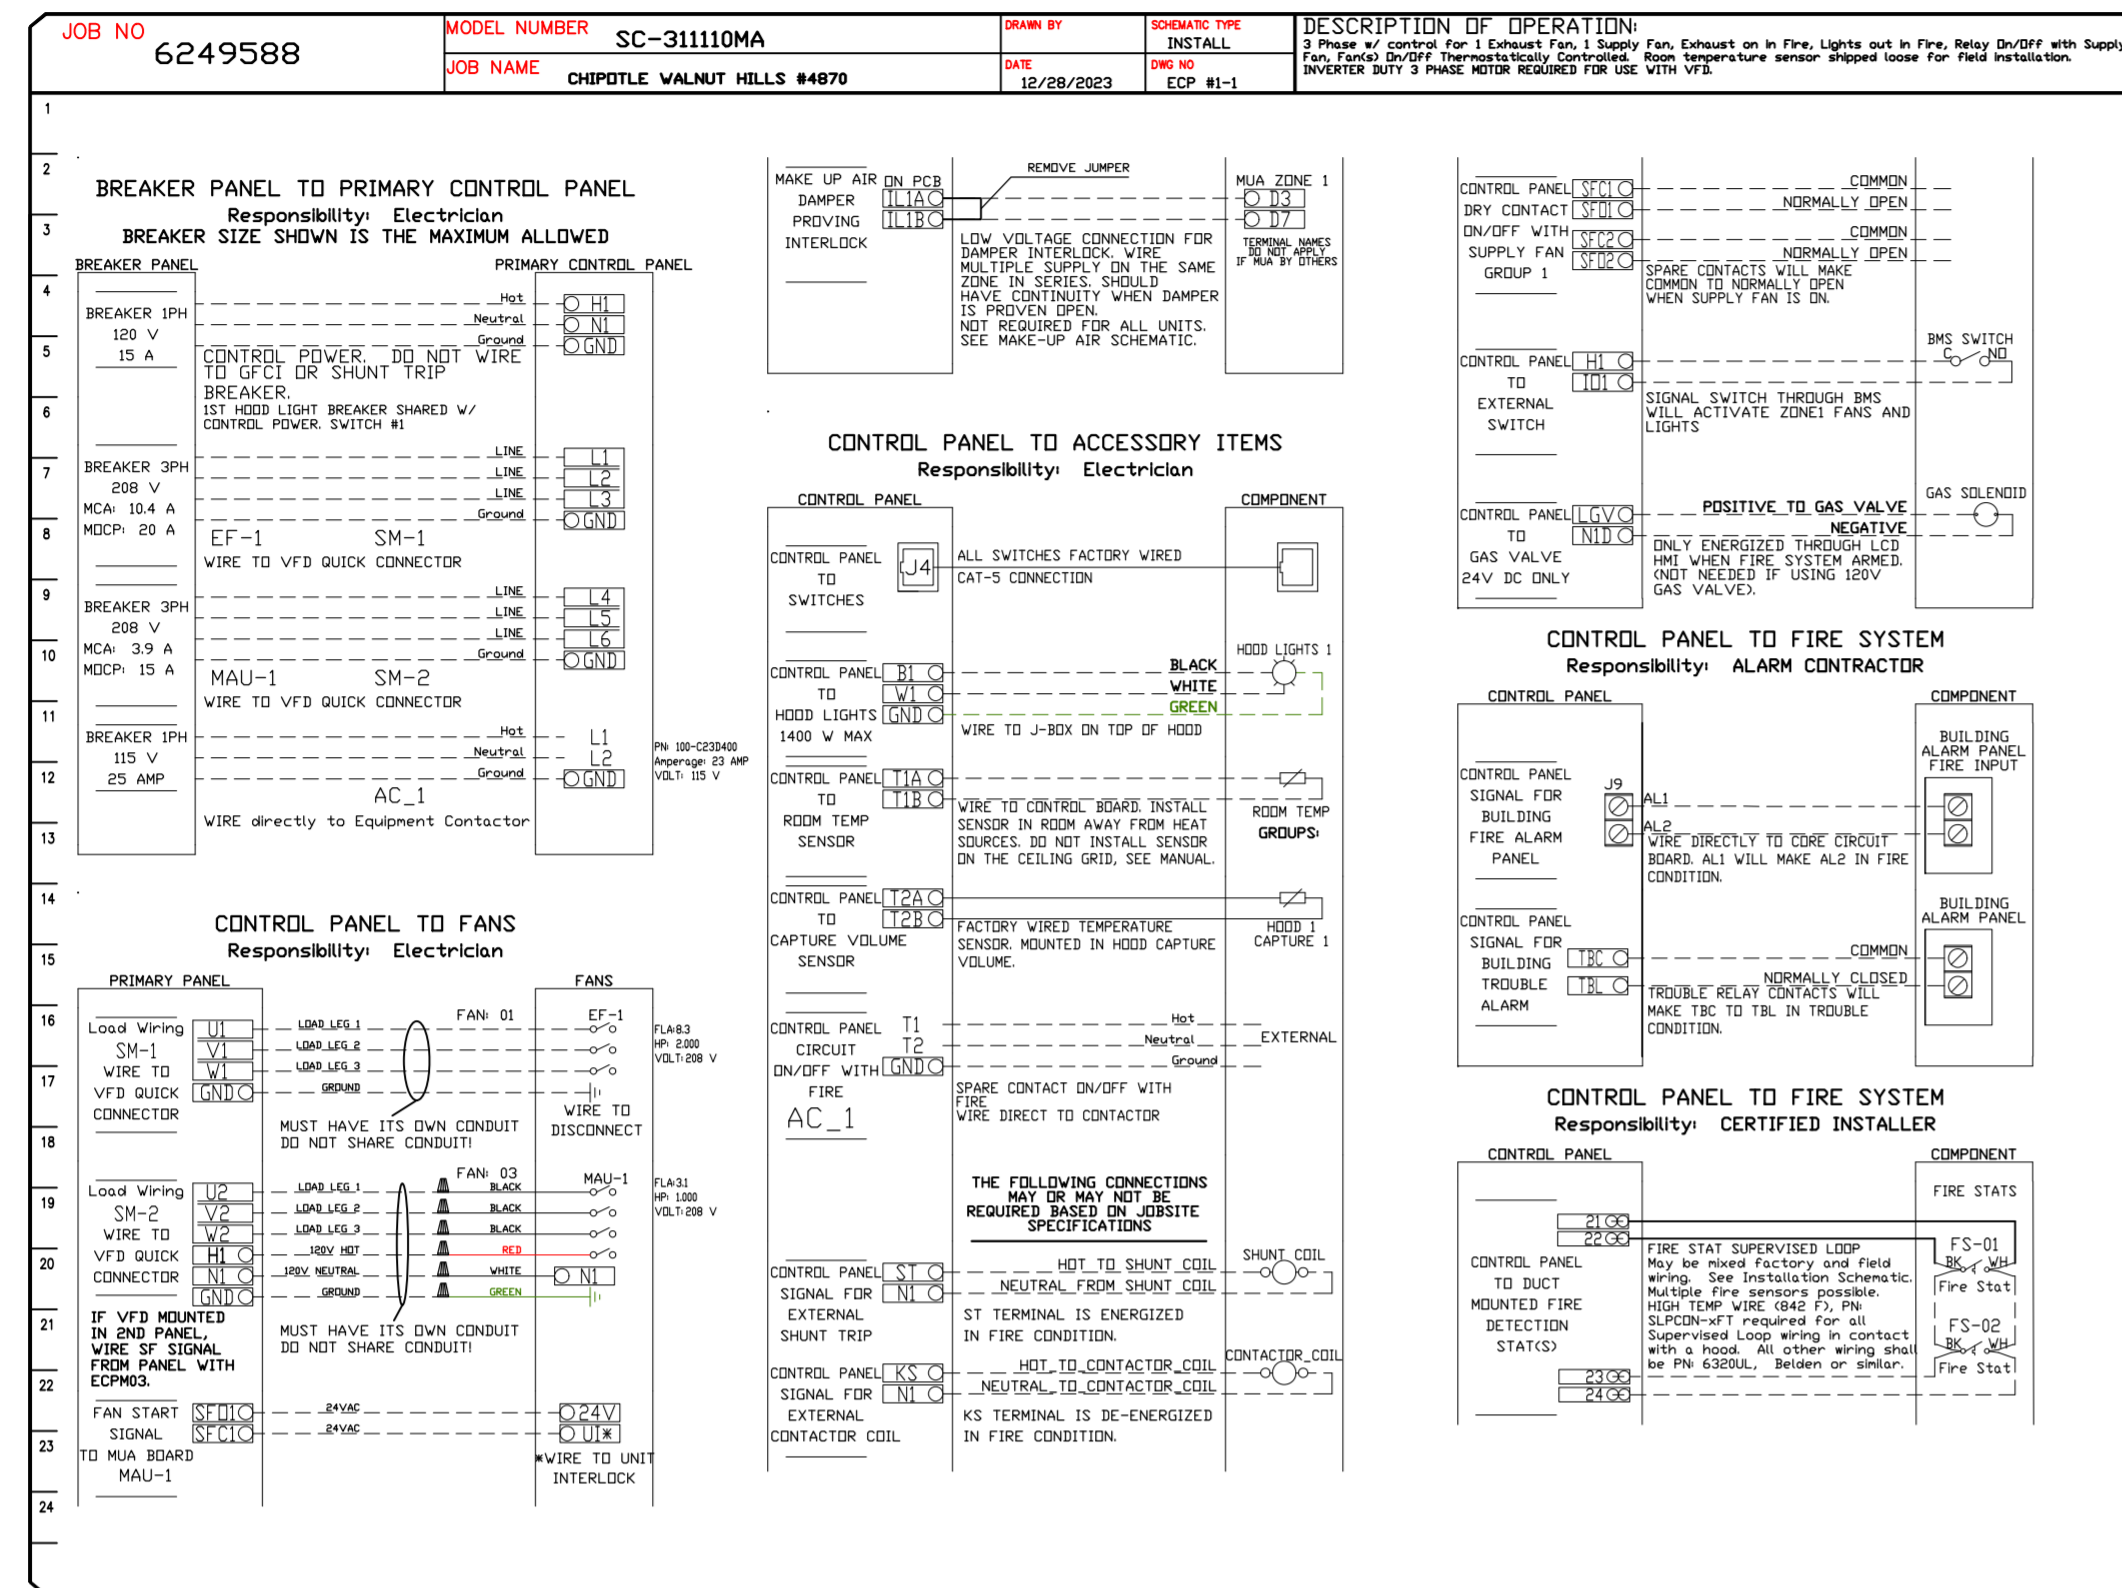 JOB NO
6249588
MODEL NUMBER
SC-311110MA
JOB NAME
CHIPOTLE WALNUT HILLS #4870
DRAWN BY
DATE
12/28/2023
SCHEMATIC TYPE
INSTALL
DWG NO
ECP #1-1
DESCRIPTION OF OPERATION:
3 Phase w/ control for 1 Exhaust Fan, 1 Supply Fan, Exhaust on in Fire, Lights out in Fire, Relay On/Off with Supply
Fan, Fan(s) On/Off Thermostatically Controlled. Room temperature sensor shipped loose for field installation.
INVERTER DUTY 3 PHASE MOTOR REQUIRED FOR USE WITH VFD.
1
2
3
4
5
6
7
8
9
10
11
12
13
14
15
16
17
18
19
20
21
22
23
24
BREAKER PANEL TO PRIMARY CONTROL PANEL
Responsibility: Electrician
BREAKER SIZE SHOWN IS THE MAXIMUM ALLOWED
BREAKER PANEL
PRIMARY CONTROL PANEL
BREAKER 1PH
120 V
15 A
Hot
H1
Neutral
N1
Ground
GND
CONTROL POWER. DO NOT WIRE
TO GFCI OR SHUNT TRIP
BREAKER.
1ST HOOD LIGHT BREAKER SHARED W/
CONTROL POWER. SWITCH #1
BREAKER 3PH
208 V
MCA: 10.4 A
MOCP: 20 A
LINE
L1
LINE
L2
LINE
L3
Ground
GND
EF-1 SM-1
WIRE TO VFD QUICK CONNECTOR
BREAKER 3PH
208 V
MCA: 3.9 A
MOCP: 15 A
LINE
L4
LINE
L5
LINE
L6
Ground
GND
MAU-1 SM-2
WIRE TO VFD QUICK CONNECTOR
BREAKER 1PH
115 V
25 AMP
Hot
L1
Neutral
L2
Ground
GND
PN: 100-C23D400
Amperage: 23 AMP
VOLT: 115 V
AC_1
WIRE directly to Equipment Contactor
CONTROL PANEL TO FANS
Responsibility: Electrician
PRIMARY PANEL
FANS
Load Wiring
SM-1
WIRE TO
VFD QUICK
CONNECTOR
U1
V1
W1
GND
LOAD LEG 1
LOAD LEG 2
LOAD LEG 3
GROUND
FAN: 01
EF-1
FLA:8.3
HP: 2.000
VOLT:208 V
WIRE TO
DISCONNECT
MUST HAVE ITS OWN CONDUIT
DO NOT SHARE CONDUIT!
Load Wiring
SM-2
WIRE TO
VFD QUICK
CONNECTOR
U2
V2
W2
H1
N1
GND
LOAD LEG 1
LOAD LEG 2
LOAD LEG 3
120V HOT
120V NEUTRAL
GROUND
FAN: 03
BLACK
BLACK
BLACK
RED
WHITE
GREEN
MAU-1
N1
FLA:3.1
HP: 1.000
VOLT:208 V
IF VFD MOUNTED
IN 2ND PANEL,
WIRE SF SIGNAL
FROM PANEL WITH
ECPM03.
MUST HAVE ITS OWN CONDUIT
DO NOT SHARE CONDUIT!
FAN START
SIGNAL
TO MUA BOARD
MAU-1
SFO1
SFC1
24VAC
24VAC
24V
UI*
*WIRE TO UNIT
INTERLOCK
MAKE UP AIR
DAMPER
PROVING
INTERLOCK
ON PCB
IL1A
IL1B
REMOVE JUMPER
MUA ZONE 1
D3
D7
TERMINAL NAMES
DO NOT APPLY
IF MUA BY OTHERS
LOW VOLTAGE CONNECTION FOR
DAMPER INTERLOCK. WIRE
MULTIPLE SUPPLY ON THE SAME
ZONE IN SERIES. SHOULD
HAVE CONTINUITY WHEN DAMPER
IS PROVEN OPEN.
NOT REQUIRED FOR ALL UNITS.
SEE MAKE-UP AIR SCHEMATIC.
CONTROL PANEL TO ACCESSORY ITEMS
Responsibility: Electrician
CONTROL PANEL
COMPONENT
CONTROL PANEL
TO
SWITCHES
J4
ALL SWITCHES FACTORY WIRED
CAT-5 CONNECTION
CONTROL PANEL
TO
HOOD LIGHTS
1400 W MAX
B1
W1
GND
BLACK
WHITE
GREEN
HOOD LIGHTS 1
WIRE TO J-BOX ON TOP OF HOOD
CONTROL PANEL
TO
ROOM TEMP
SENSOR
T1A
T1B
WIRE TO CONTROL BOARD. INSTALL
SENSOR IN ROOM AWAY FROM HEAT
SOURCES. DO NOT INSTALL SENSOR
ON THE CEILING GRID, SEE MANUAL.
ROOM TEMP
GROUPS:
CONTROL PANEL
TO
CAPTURE VOLUME
SENSOR
T2A
T2B
FACTORY WIRED TEMPERATURE
SENSOR. MOUNTED IN HOOD CAPTURE
VOLUME.
HOOD 1
CAPTURE 1
CONTROL PANEL
CIRCUIT
ON/OFF WITH
FIRE
AC_1
T1
T2
GND
Hot
Neutral
Ground
EXTERNAL
SPARE CONTACT ON/OFF WITH
FIRE
WIRE DIRECT TO CONTACTOR
THE FOLLOWING CONNECTIONS
MAY OR MAY NOT BE
REQUIRED BASED ON JOBSITE
SPECIFICATIONS
CONTROL PANEL
SIGNAL FOR
EXTERNAL
SHUNT TRIP
ST
N1
HOT TO SHUNT COIL
NEUTRAL FROM SHUNT COIL
SHUNT COIL
ST TERMINAL IS ENERGIZED
IN FIRE CONDITION.
CONTROL PANEL
SIGNAL FOR
EXTERNAL
CONTACTOR COIL
KS
N1
HOT TO CONTACTOR COIL
NEUTRAL TO CONTACTOR COIL
CONTACTOR COIL
KS TERMINAL IS DE-ENERGIZED
IN FIRE CONDITION.
CONTROL PANEL
DRY CONTACT
ON/OFF WITH
SUPPLY FAN
GROUP 1
SFC1
SFO1
SFC2
SFO2
COMMON
NORMALLY OPEN
COMMON
NORMALLY OPEN
SPARE CONTACTS WILL MAKE
COMMON TO NORMALLY OPEN
WHEN SUPPLY FAN IS ON.
CONTROL PANEL
TO
EXTERNAL
SWITCH
H1
IO1
BMS SWITCH
C NO
SIGNAL SWITCH THROUGH BMS
WILL ACTIVATE ZONE1 FANS AND
LIGHTS
CONTROL PANEL
TO
GAS VALVE
24V DC ONLY
LGV
N1D
POSITIVE TO GAS VALVE
NEGATIVE
GAS SOLENOID
ONLY ENERGIZED THROUGH LCD
HMI WHEN FIRE SYSTEM ARMED.
(NOT NEEDED IF USING 120V
GAS VALVE).
CONTROL PANEL TO FIRE SYSTEM
Responsibility: ALARM CONTRACTOR
CONTROL PANEL
COMPONENT
CONTROL PANEL
SIGNAL FOR
BUILDING
FIRE ALARM
PANEL
J9
AL1
AL2
WIRE DIRECTLY TO CORE CIRCUIT
BOARD. AL1 WILL MAKE AL2 IN FIRE
CONDITION.
BUILDING
ALARM PANEL
FIRE INPUT
CONTROL PANEL
SIGNAL FOR
BUILDING
TROUBLE
ALARM
TBC
TBL
COMMON
NORMALLY CLOSED
TROUBLE RELAY CONTACTS WILL
MAKE TBC TO TBL IN TROUBLE
CONDITION.
BUILDING
ALARM PANEL
CONTROL PANEL TO FIRE SYSTEM
Responsibility: CERTIFIED INSTALLER
CONTROL PANEL
COMPONENT
CONTROL PANEL
TO DUCT
MOUNTED FIRE
DETECTION
STAT(S)
21
22
23
24
FIRE STAT SUPERVISED LOOP
May be mixed factory and field
wiring. See Installation Schematic.
Multiple fire sensors possible.
HIGH TEMP WIRE (842 F), PN:
SLPCON-xFT required for all
Supervised Loop wiring in contact
with a hood. All other wiring shall
be PN: 6320UL, Belden or similar.
FIRE STATS
FS-01
BK WH
Fire Stat
FS-02
BK WH
Fire Stat